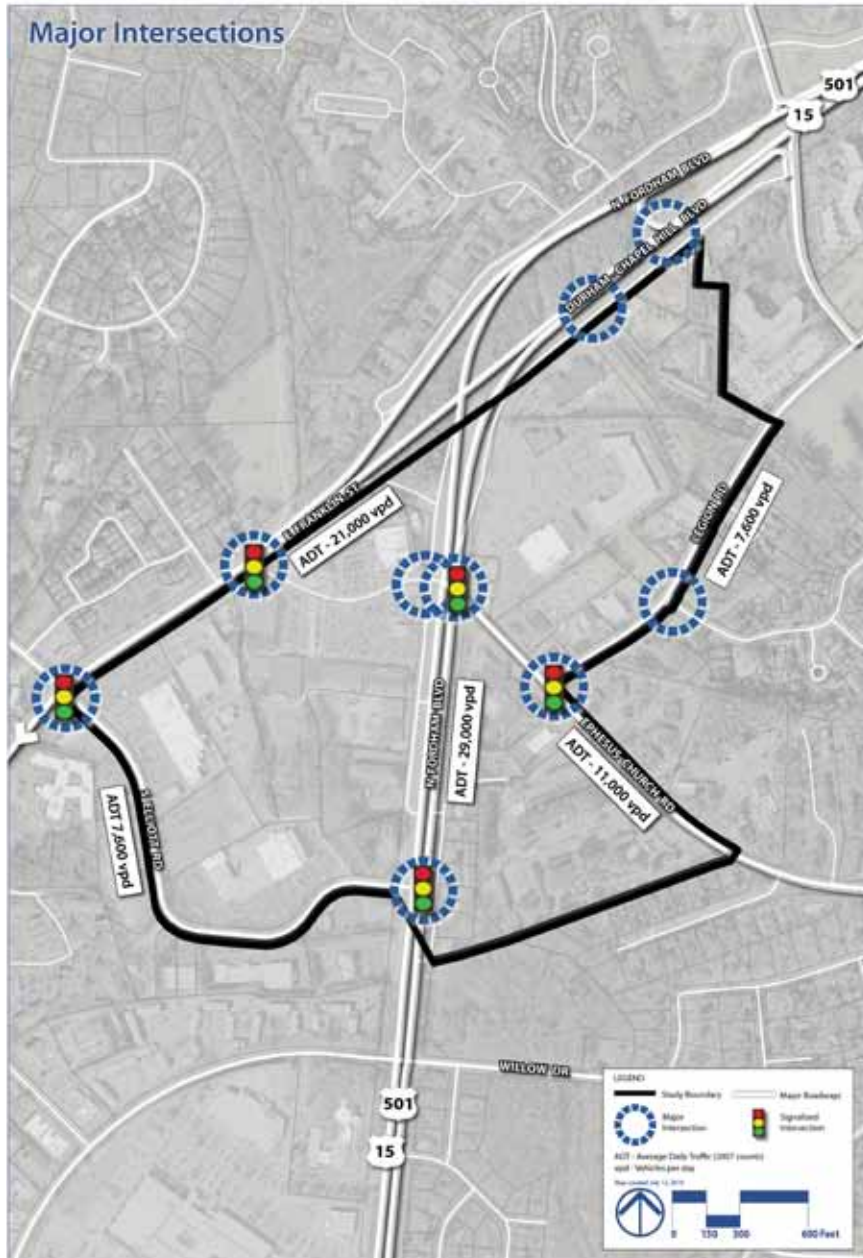 Major Intersections
501
15
N FORDHAM BLVD
DURHAM CHAPEL HILL BLVD
E FRANKLIN ST
ADT - 21,000 vpd
LEGION RD
ADT - 7,600 vpd
N FORDHAM BLVD
ADT - 29,000 vpd
EPHESUS CHURCH RD
ADT - 11,000 vpd
S ELLIOTT RD
ADT 7,600 vpd
WILLOW DR
501
15
LEGEND
Study Boundary
Major Roadways
Major
Intersection
Signalized
Intersection
ADT - Average Daily Traffic (2007 counts)
vpd - Vehicles per day
0 150 300 600 Feet